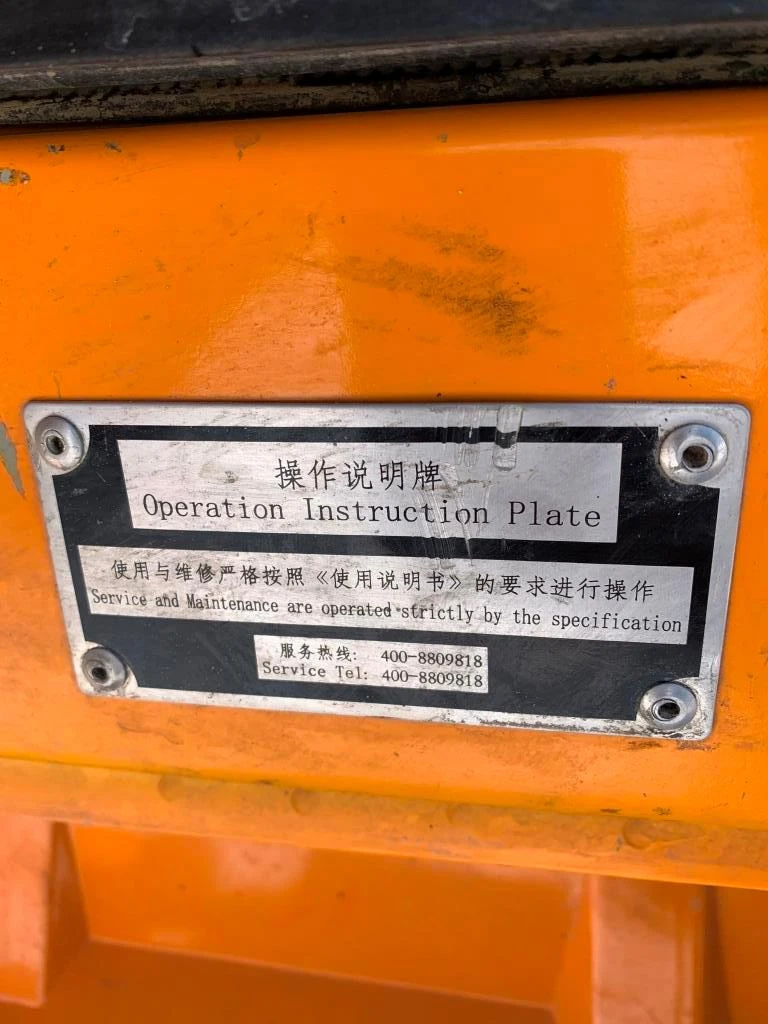 操作说明牌
Operation Instruction Plate
使用与维修严格按照《使用说明书》的要求进行操作
Service and Maintenance are operated strictly by the specification
服务热线: 400-8809818
Service Tel: 400-8809818